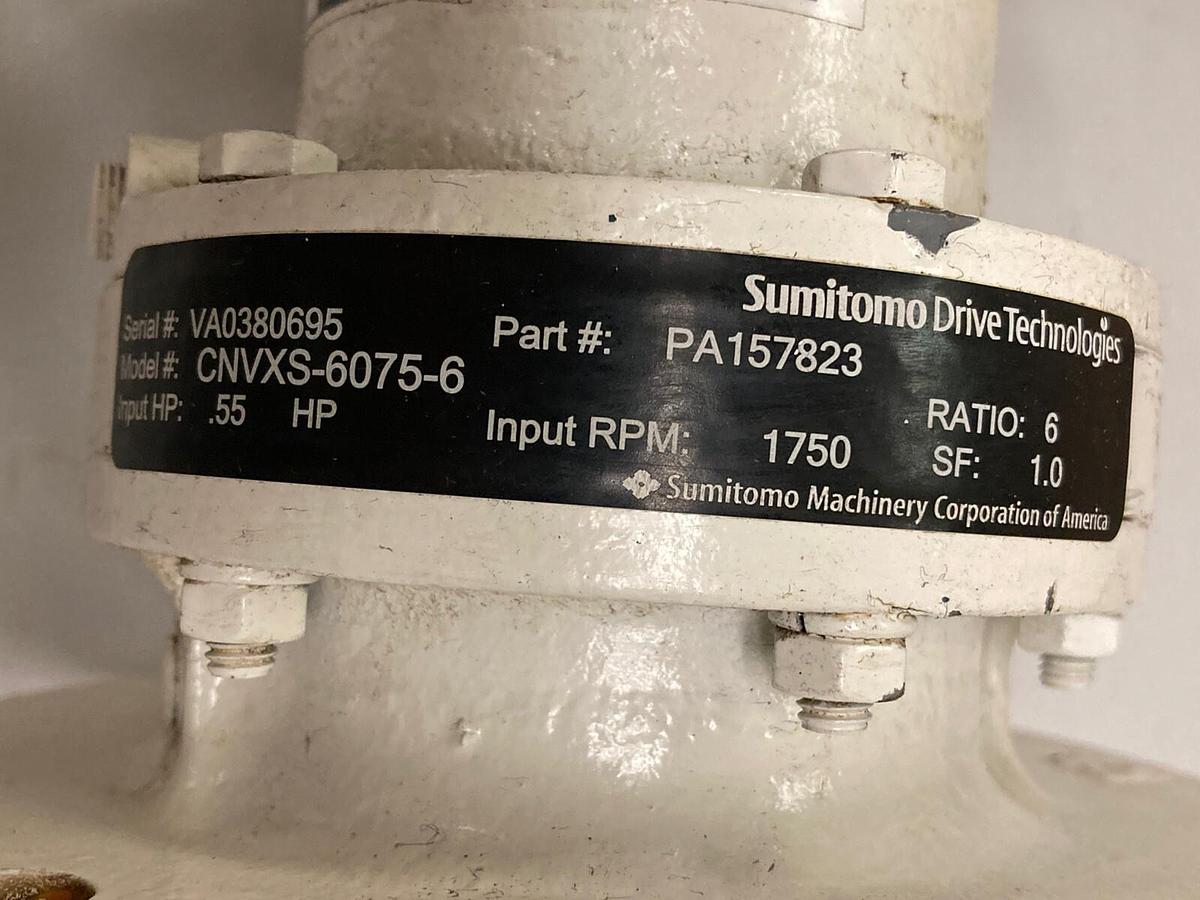 Sumitomo Drive Technologies
Serial #: VA0380695
Part #: PA157823
Model #: CNVXS-6075-6
Input HP: .55 HP
Input RPM: 1750
RATIO: 6
SF: 1.0
Sumitomo Machinery Corporation of America